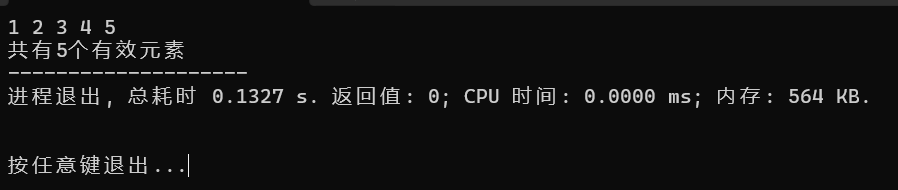 1 2 3 4 5
共有5个有效元素
--------------------
进程退出, 总耗时 0.1327 s. 返回值: 0; CPU 时间: 0.0000 ms; 内存: 564 KB.
按任意键退出...